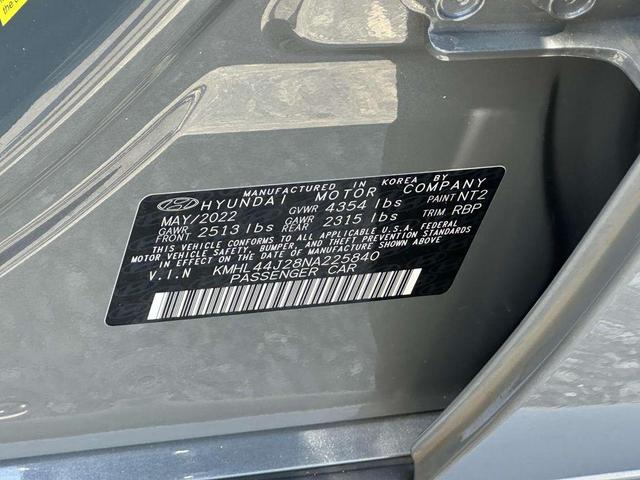 the
MANUFACTURED IN KOREA BY
HYUNDAI MOTOR COMPANY
MAY/2022 GVWR 4354 lbs PAINT NT2
GAWR FRONT 2513 lbs GAWR REAR 2315 lbs TRIM RBP
THIS VEHICLE CONFORMS TO ALL APPLICABLE U.S.A. FEDERAL
MOTOR VEHICLE SAFETY, BUMPER, AND THEFT PREVENTION STANDARDS
IN EFFECT ON THE DATE OF MANUFACTURE SHOWN ABOVE.
V.I.N KMHL44J28NA225840
PASSENGER CAR